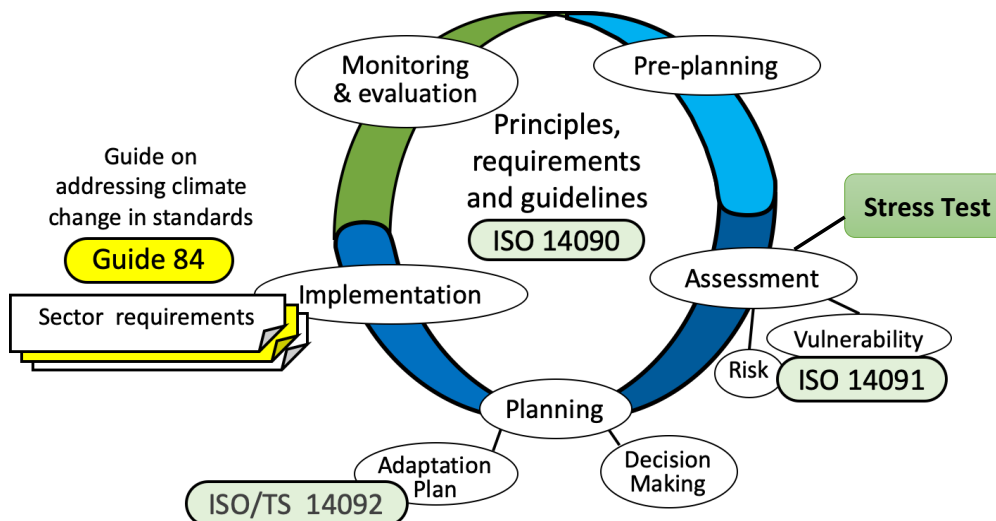 Monitoring
& evaluation
Pre-planning
Principles,
requirements
and guidelines
ISO 14090
Guide on
addressing climate
change in standards
Guide 84
Stress Test
Assessment
Implementation
Sector requirements
Vulnerability
Risk
ISO 14091
Planning
Adaptation
Plan
Decision
Making
ISO/TS 14092